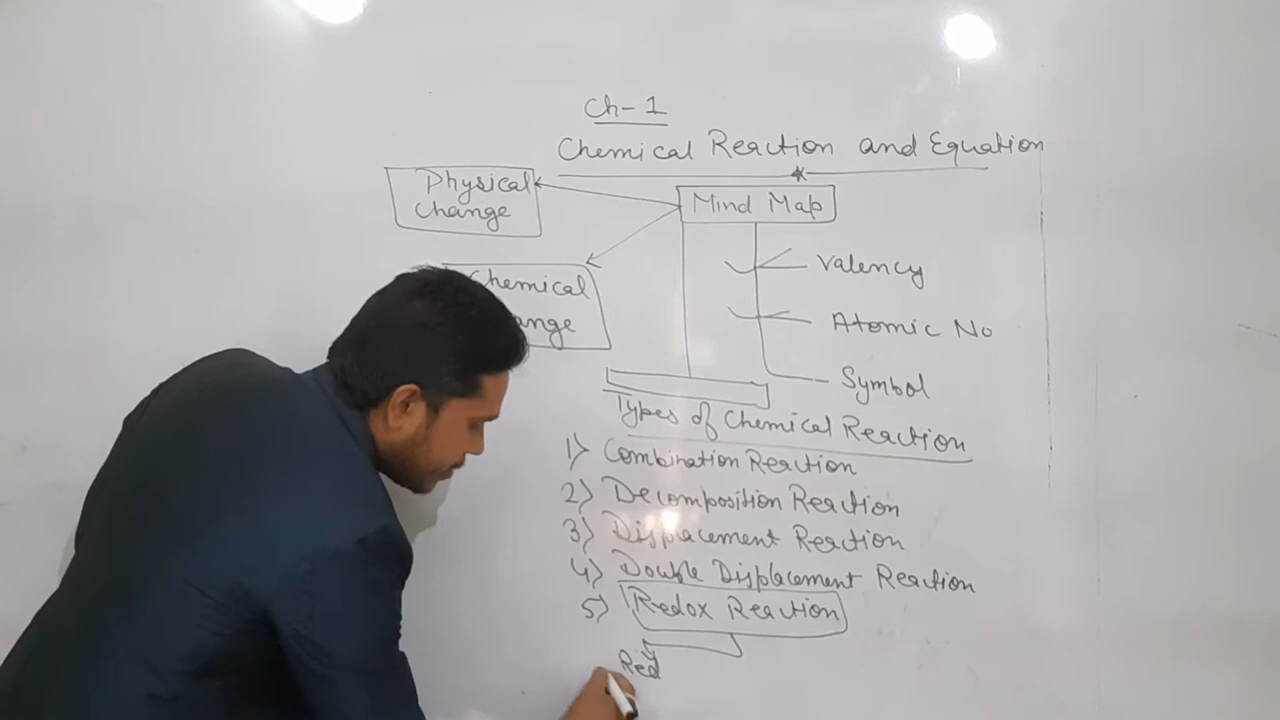 Ch-1
Chemical Reaction and Equation
Physical
Change
Mind Map
Valency
Chemical
ange
Atomic No
Symbol
Types of Chemical Reaction
1) Combination Reaction
2) Decomposition Reaction
3) Displacement Reaction
4) Double Displacement Reaction
5) Redox Reaction
Red